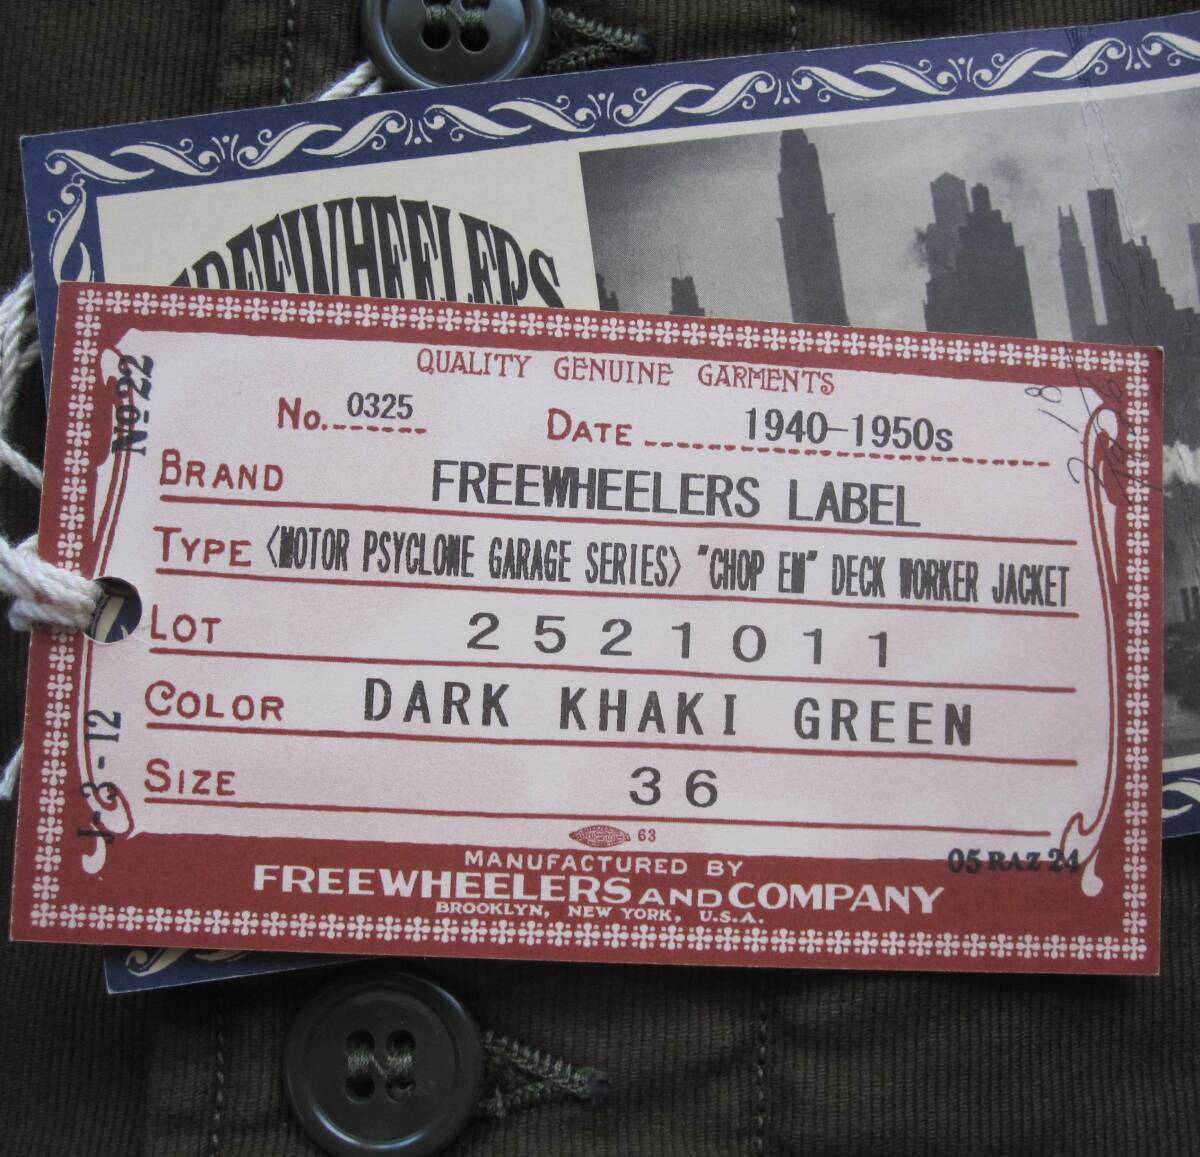 FREEWHEELERS
QUALITY GENUINE GARMENTS
No. 0325
DATE 1940-1950s
BRAND FREEWHEELERS LABEL
TYPE <MOTOR PSYCLONE GARAGE SERIES> "CHOP EM" DECK WORKER JACKET
LOT 2521011
COLOR DARK KHAKI GREEN
SIZE 36
63
MANUFACTURED BY
FREEWHEELERS AND COMPANY
BROOKLYN, NEW YORK, U.S.A.
No 22
J-3-12
05 RAZ 24